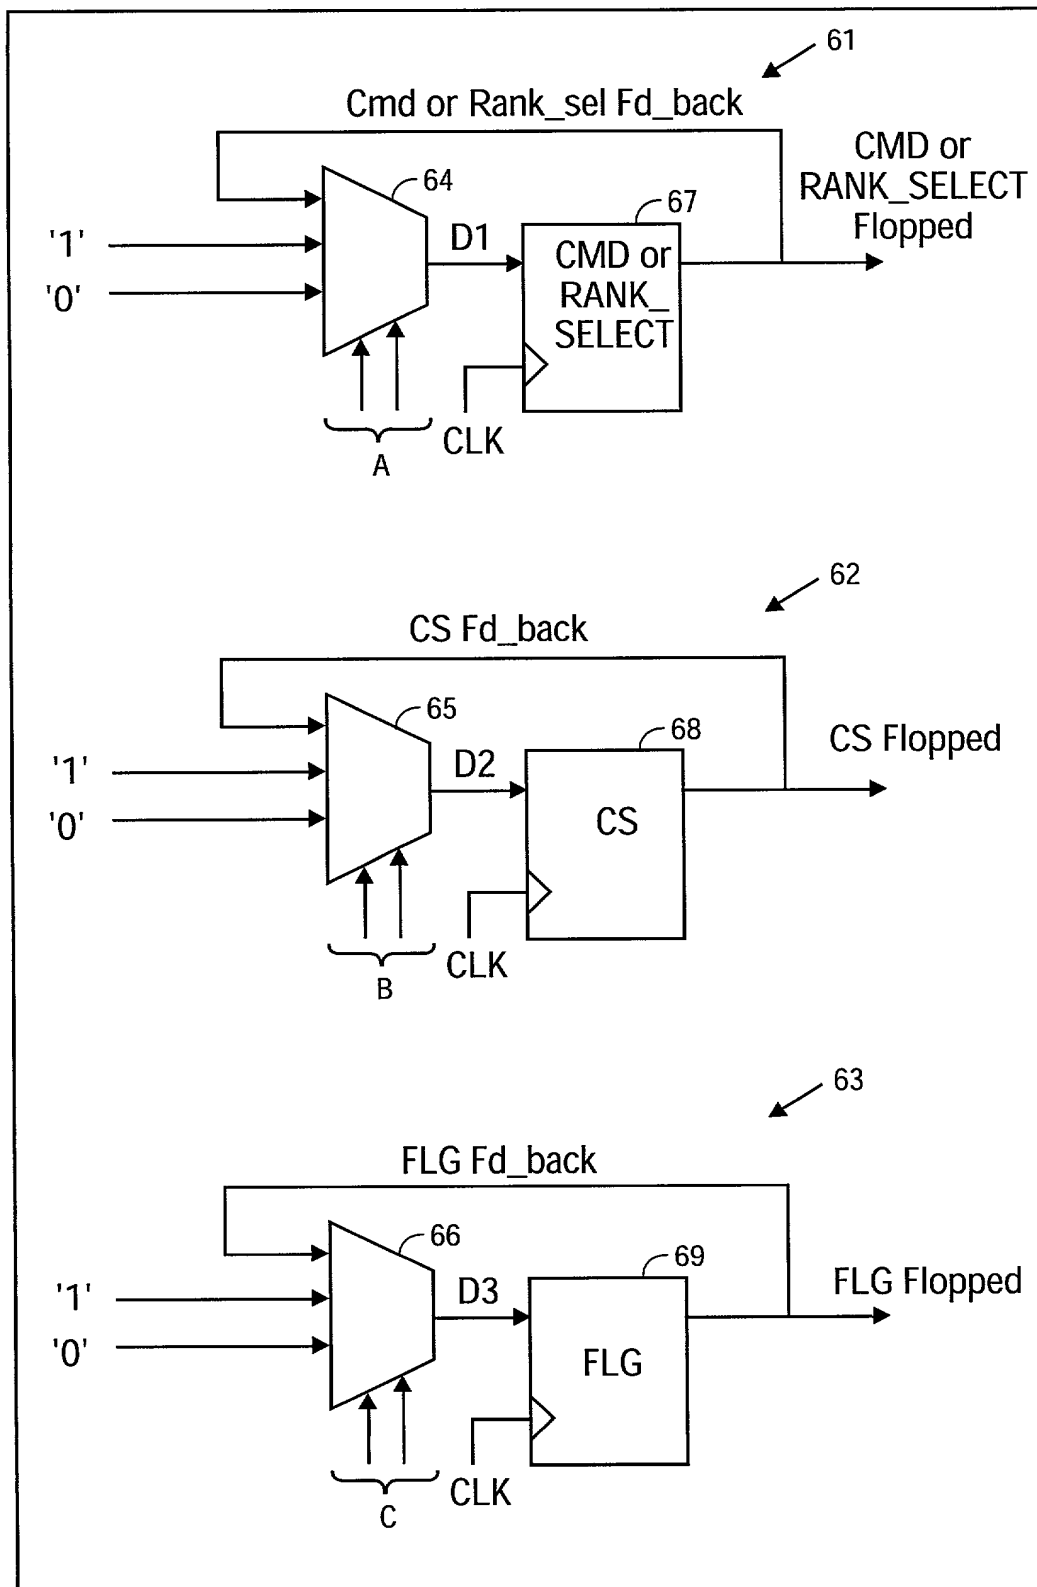 61
Cmd or Rank_sel Fd_back
CMD or
RANK_SELECT
Flopped
64
67
'1'
'0'
D1
CMD or
RANK_
SELECT
A
CLK
62
CS Fd_back
65
68
CS Flopped
'1'
'0'
D2
CS
B
CLK
63
FLG Fd_back
66
69
FLG Flopped
'1'
'0'
D3
FLG
C
CLK